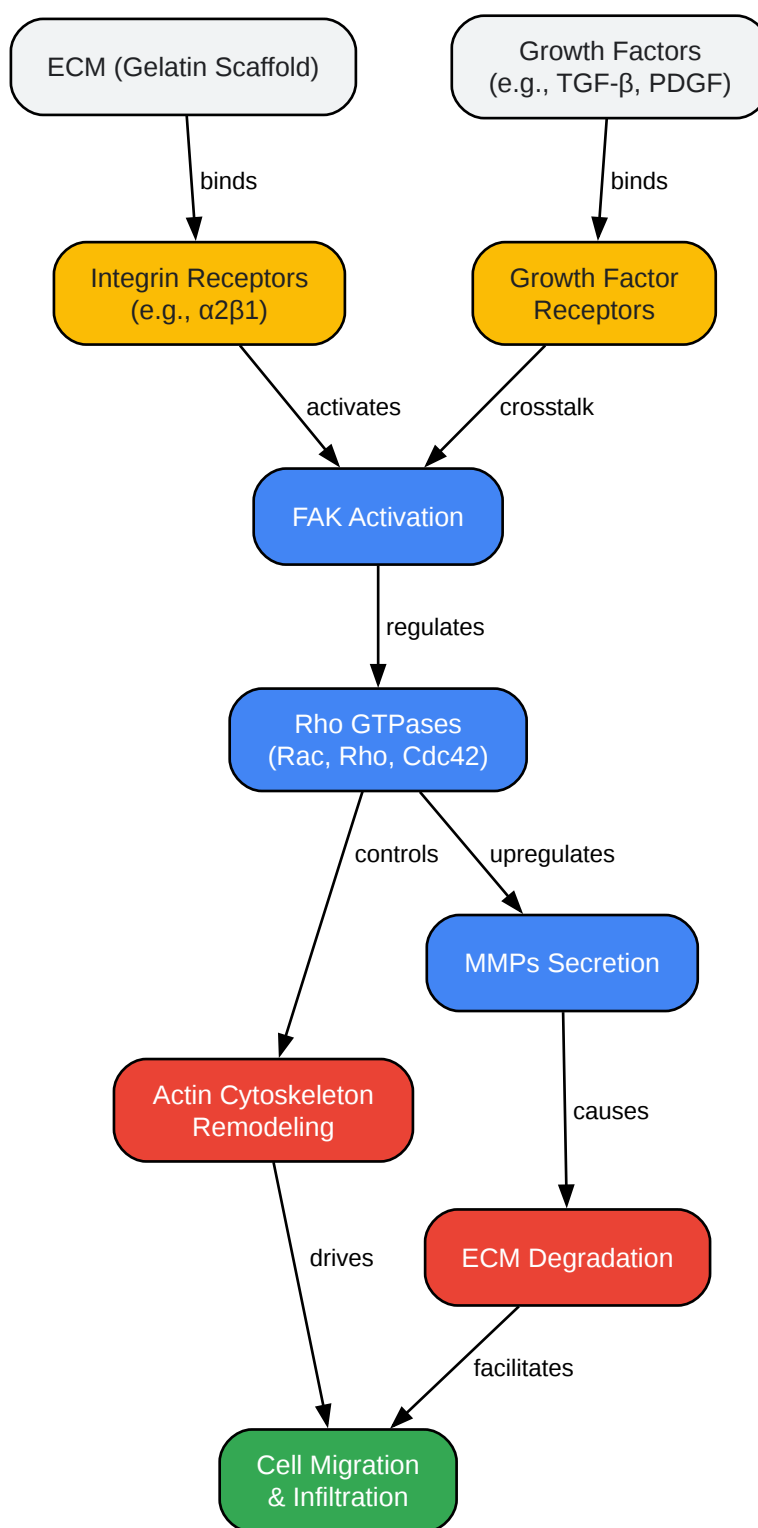 ECM (Gelatin Scaffold)
Growth Factors
(e.g., TGF-β, PDGF)
binds
binds
Integrin Receptors
(e.g., α2β1)
Growth Factor
Receptors
activates
crosstalk
FAK Activation
regulates
Rho GTPases
(Rac, Rho, Cdc42)
controls
upregulates
MMPs Secretion
Actin Cytoskeleton
Remodeling
causes
drives
ECM Degradation
facilitates
Cell Migration
& Infiltration